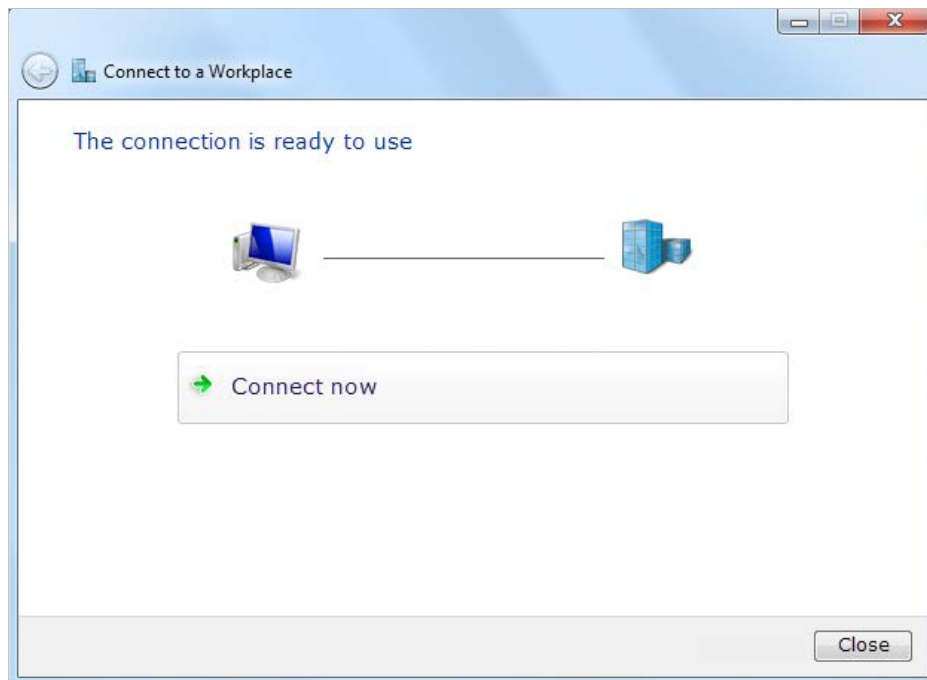 Connect to a Workplace
The connection is ready to use
Connect now
Close